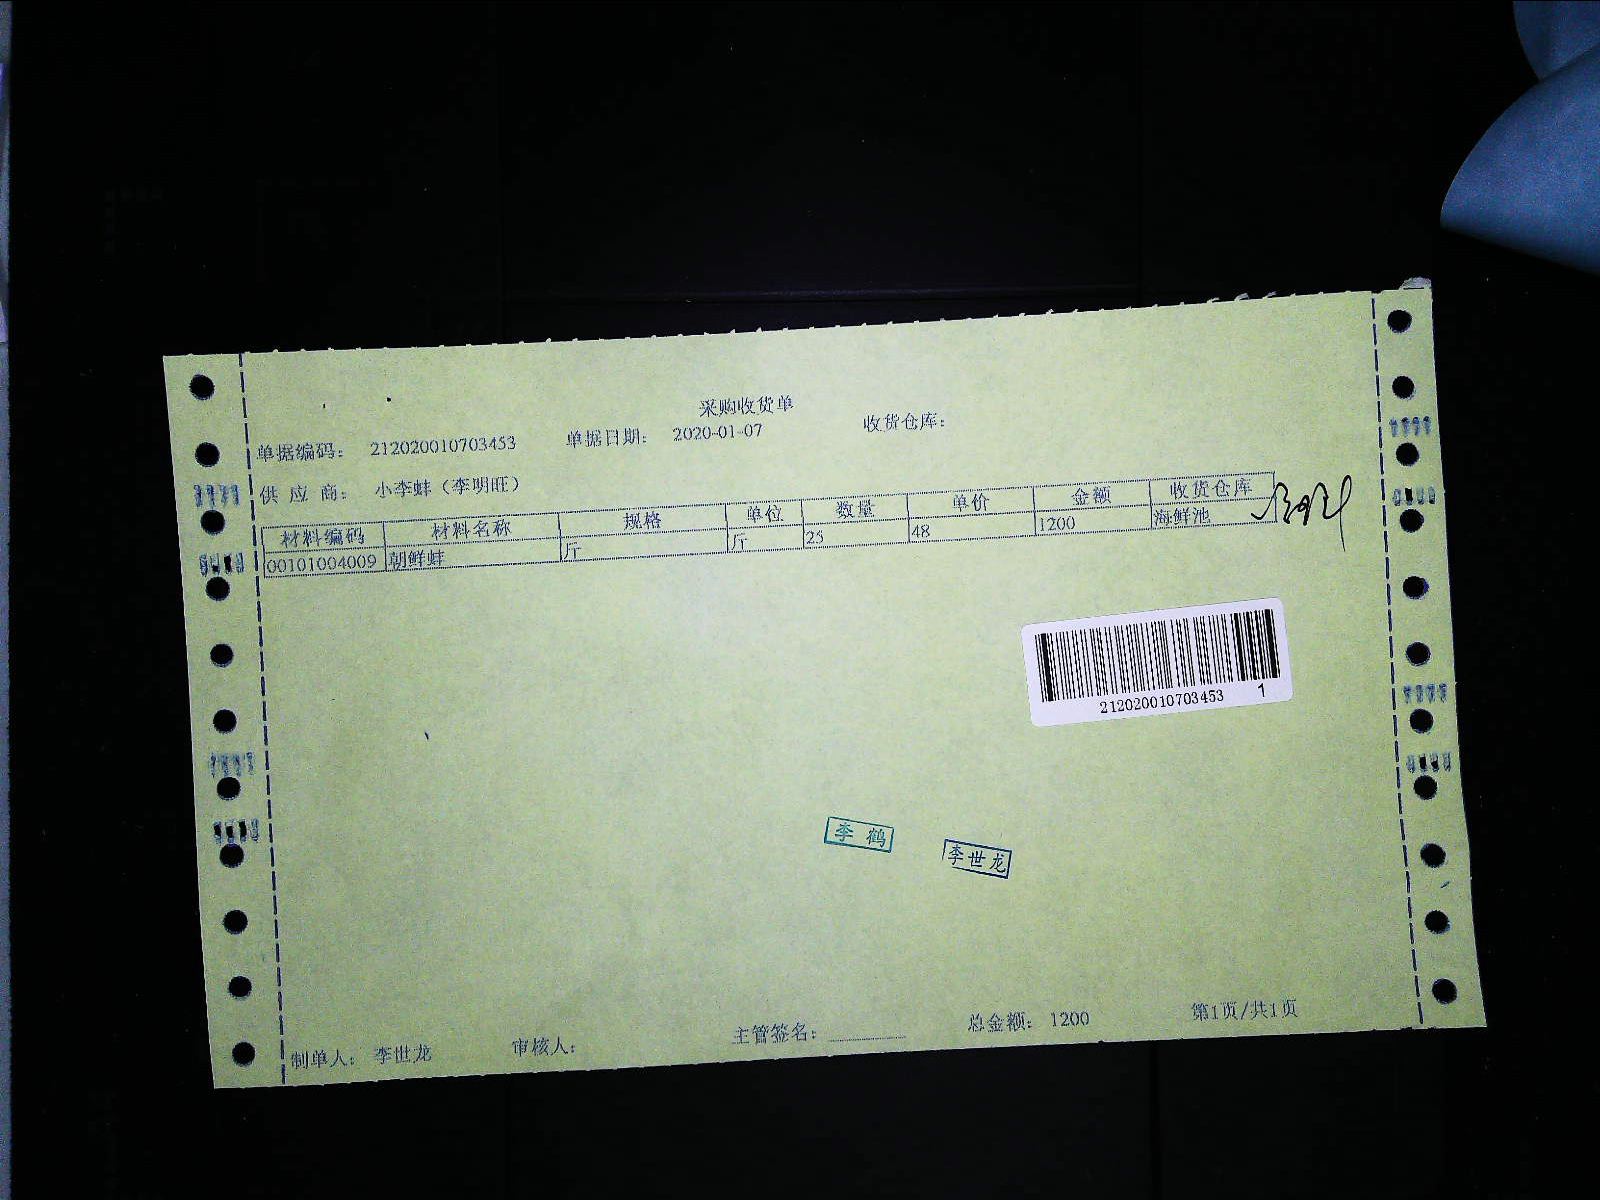 采购收货单
单据编码： 212020010703453 单据日期： 2020-01-07 收货仓库：
供 应 商： 小李蚌（李明旺）
材料编码 材料名称 规格 单位 数量 单价 金额 收货仓库
00101004009 朝鲜蚌 斤 斤 25 48 1200 海鲜池
212020010703453 1
李 鹤
李世龙
制单人： 李世龙 审核人： 主管签名： 总金额： 1200 第1页/共1页